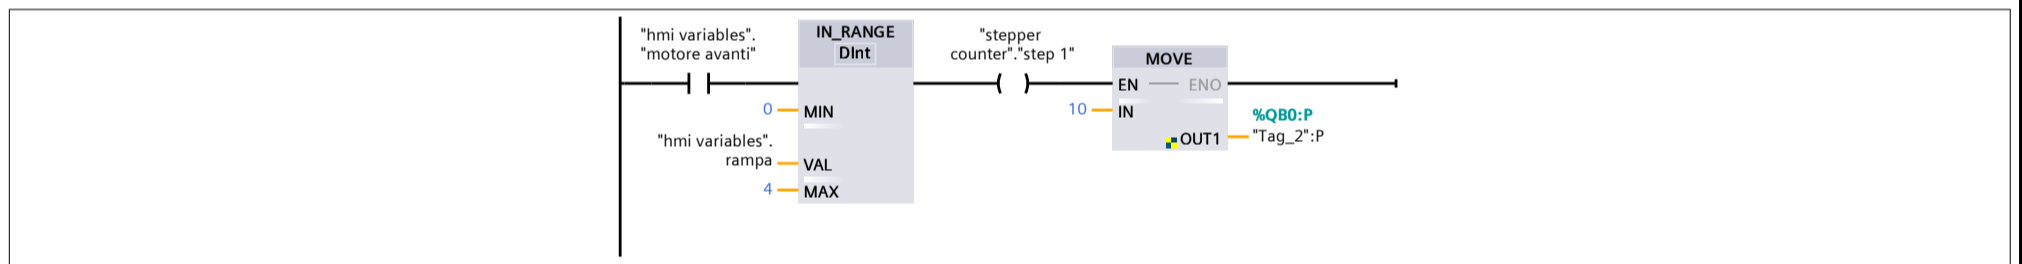 "hmi variables".
"motore avanti"
IN_RANGE
DInt
0
MIN
"hmi variables".
rampa
VAL
4
MAX
"stepper
counter"."step 1"
MOVE
EN
ENO
10
IN
OUT1
%QB0:P
"Tag_2":P